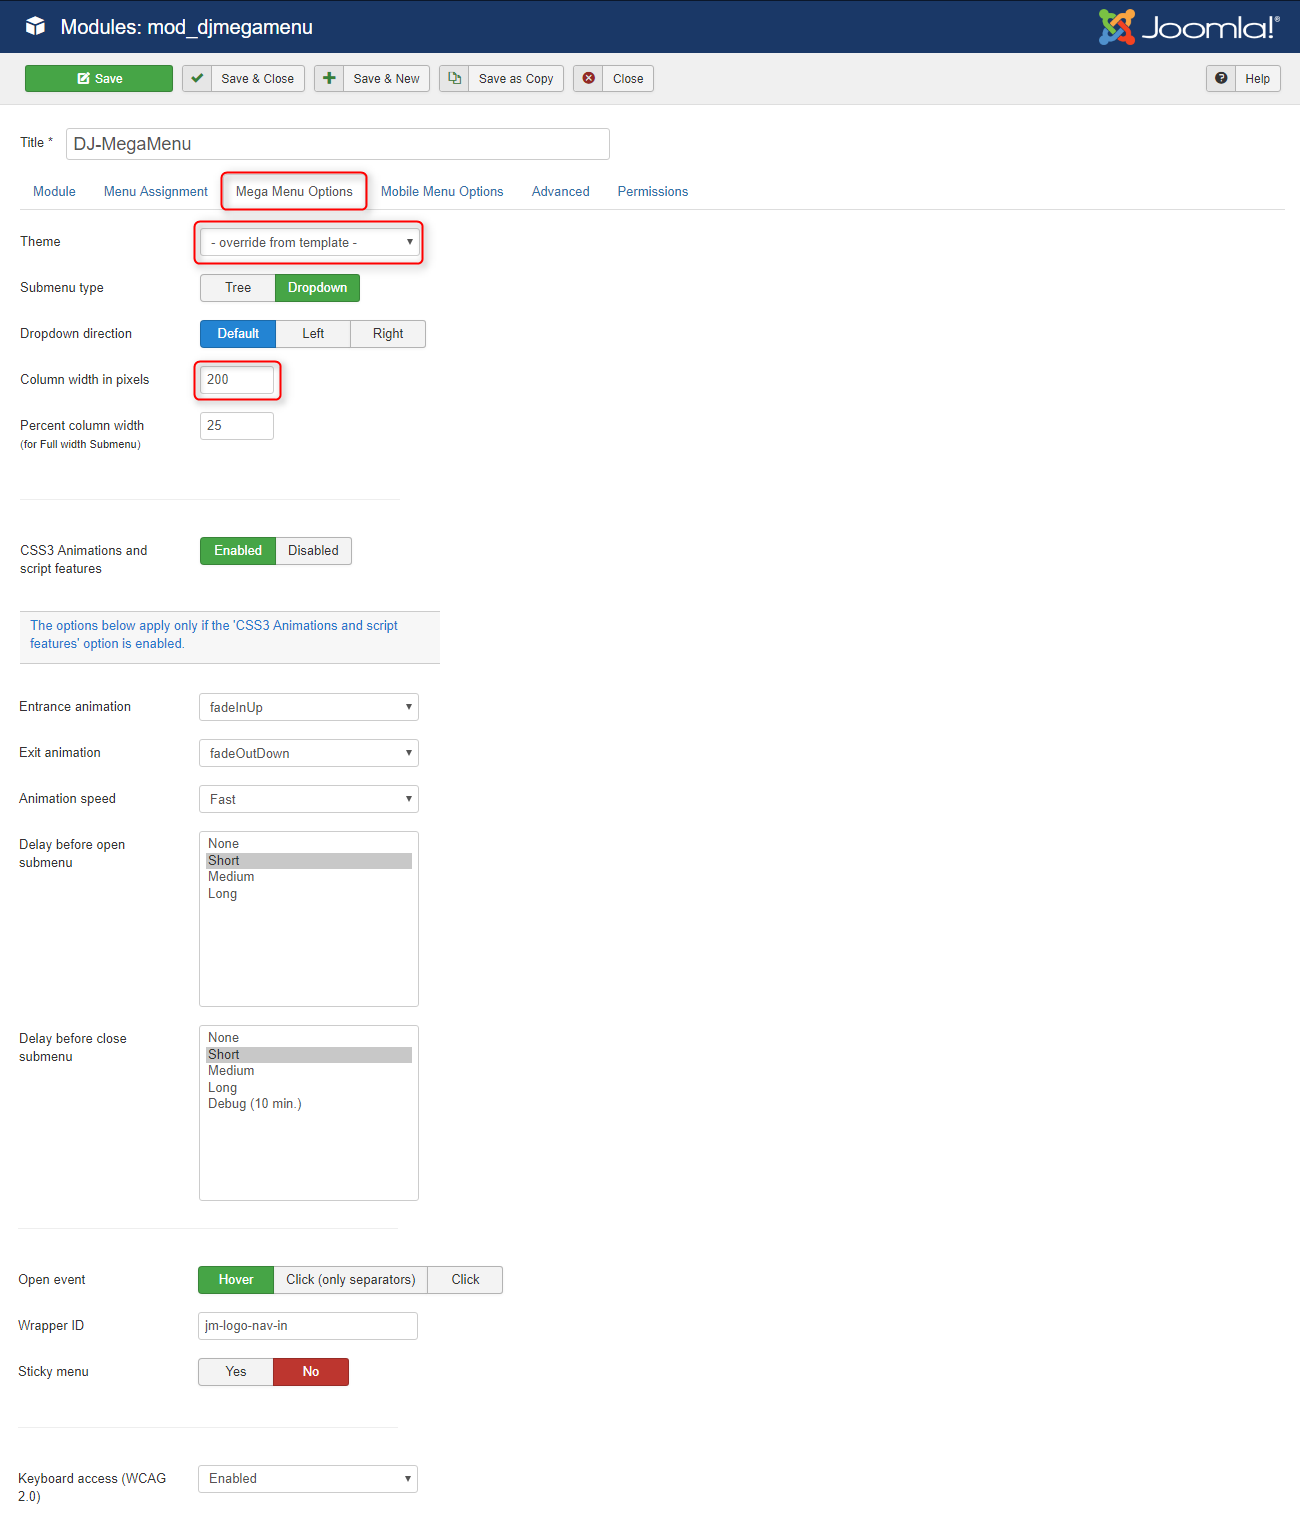 Modules: mod_djmegamenu
Joomla!®
Save
Save & Close
Save & New
Save as Copy
Close
Help
Title *
DJ-MegaMenu
Module
Menu Assignment
Mega Menu Options
Mobile Menu Options
Advanced
Permissions
Theme
- override from template -
Submenu type
Tree
Dropdown
Dropdown direction
Default
Left
Right
Column width in pixels
200
Percent column width
(for Full width Submenu)
25
CSS3 Animations and
script features
Enabled
Disabled
The options below apply only if the 'CSS3 Animations and script
features' option is enabled.
Entrance animation
fadeInUp
Exit animation
fadeOutDown
Animation speed
Fast
Delay before open
submenu
None
Short
Medium
Long
Delay before close
submenu
None
Short
Medium
Long
Debug (10 min.)
Open event
Hover
Click (only separators)
Click
Wrapper ID
jm-logo-nav-in
Sticky menu
Yes
No
Keyboard access (WCAG
2.0)
Enabled